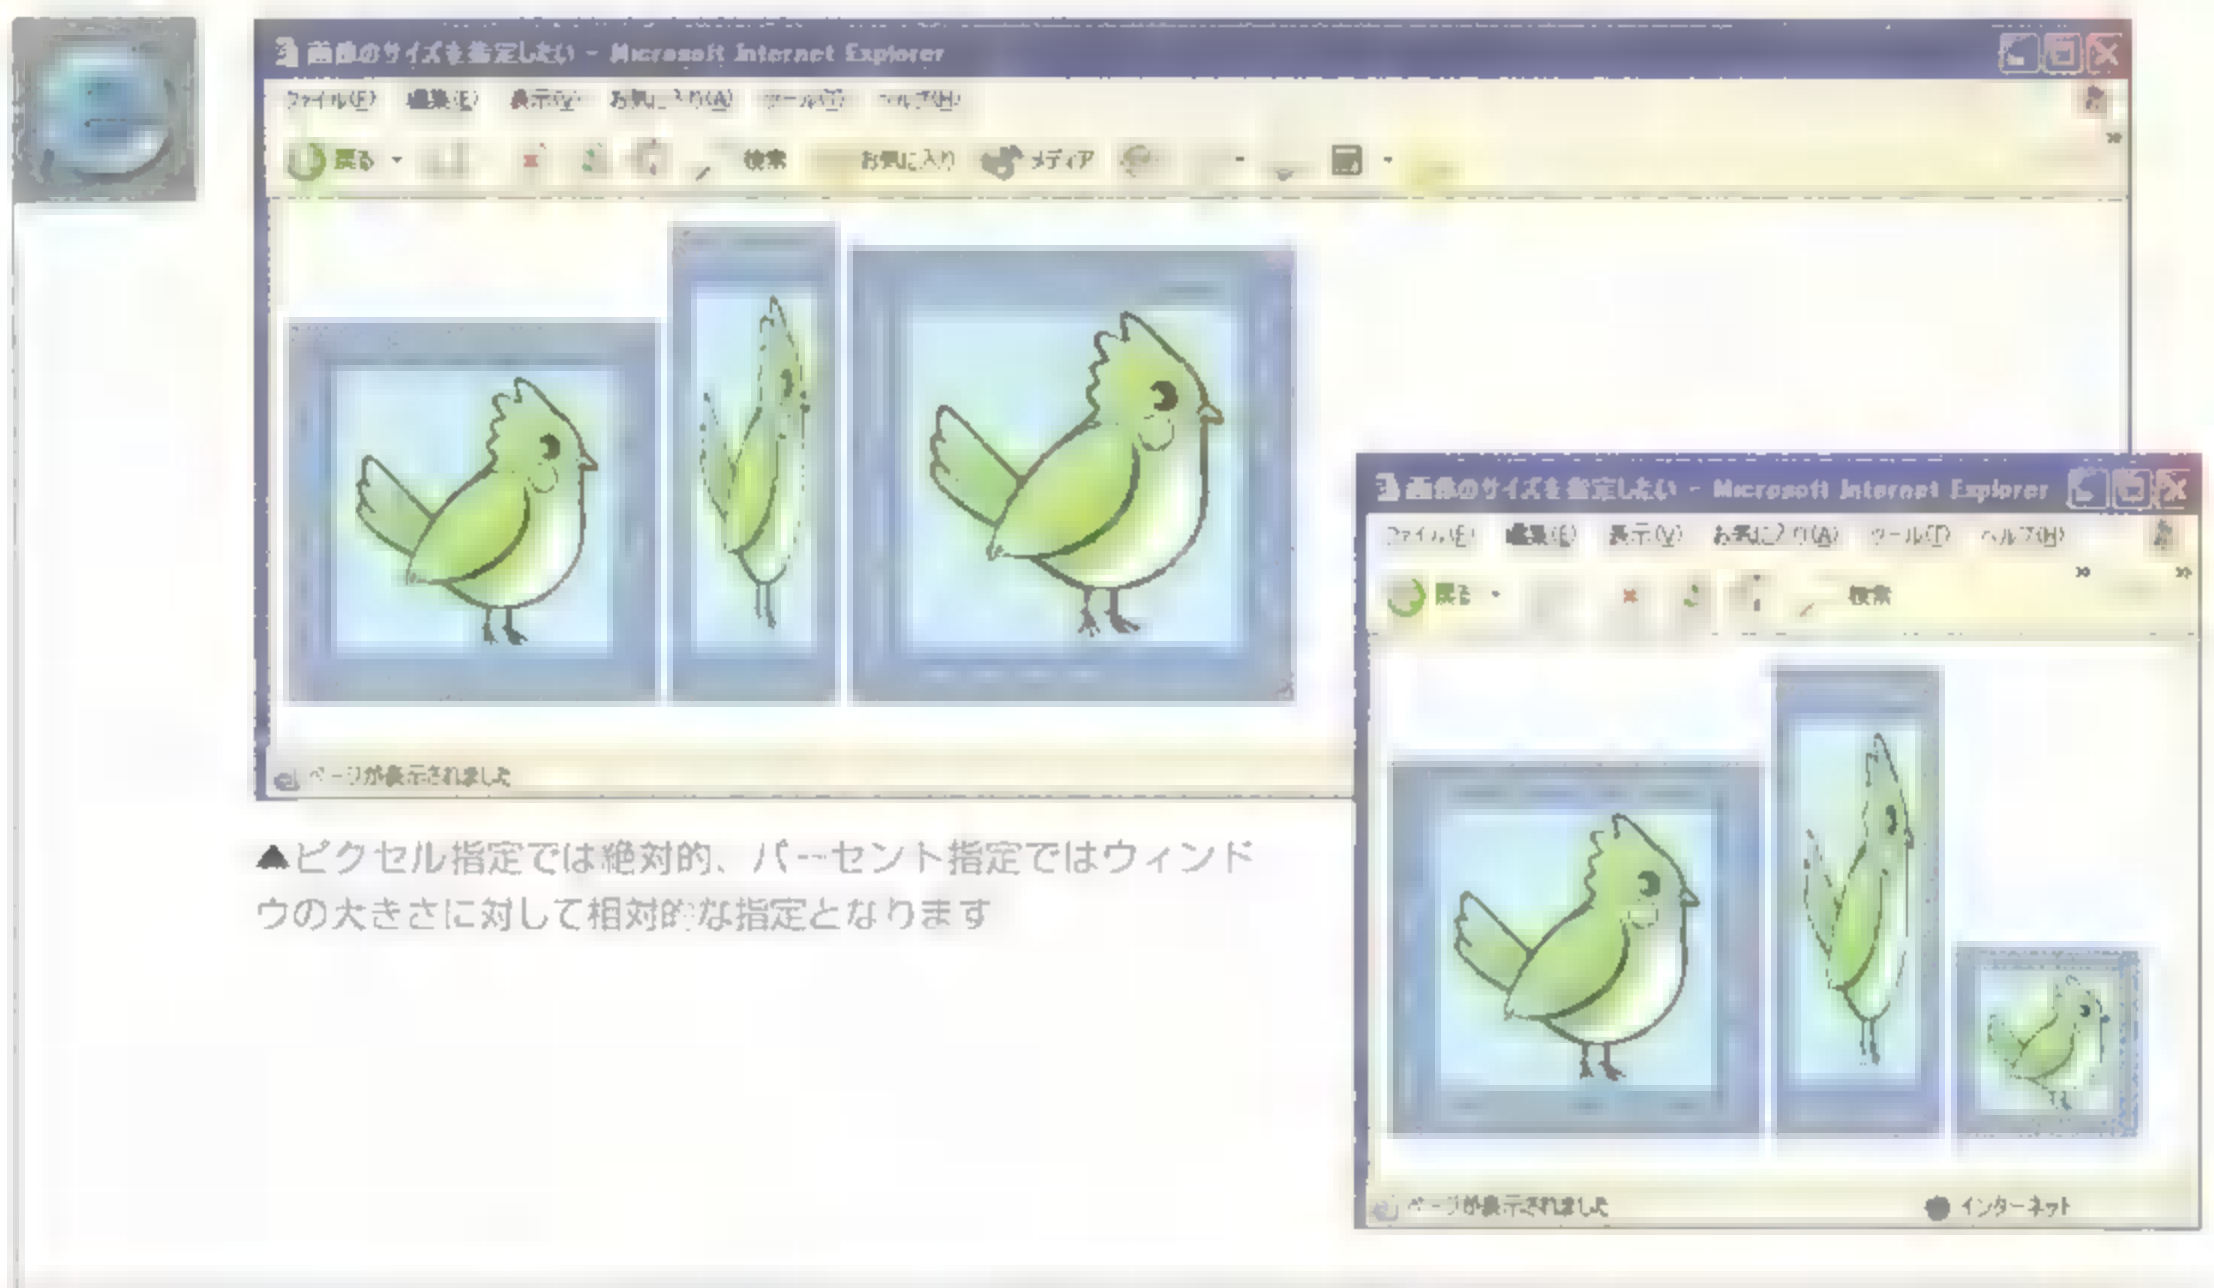 画像のサイズを指定したい - Microsoft Internet Explorer
ファイル(F) 編集(E) 表示(V) お気に入り(A) ツール(T) ヘルプ(H)
戻る 検索 お気に入り メディア
ページが表示されました
画像のサイズを指定したい - Microsoft Internet Explorer
ファイル(F) 編集(E) 表示(V) お気に入り(A) ツール(T) ヘルプ(H)
戻る 検索
ページが表示されました インターネット
▲ピクセル指定では絶対的、パーセント指定ではウィンド
ウの大きさに対して相対的な指定となります